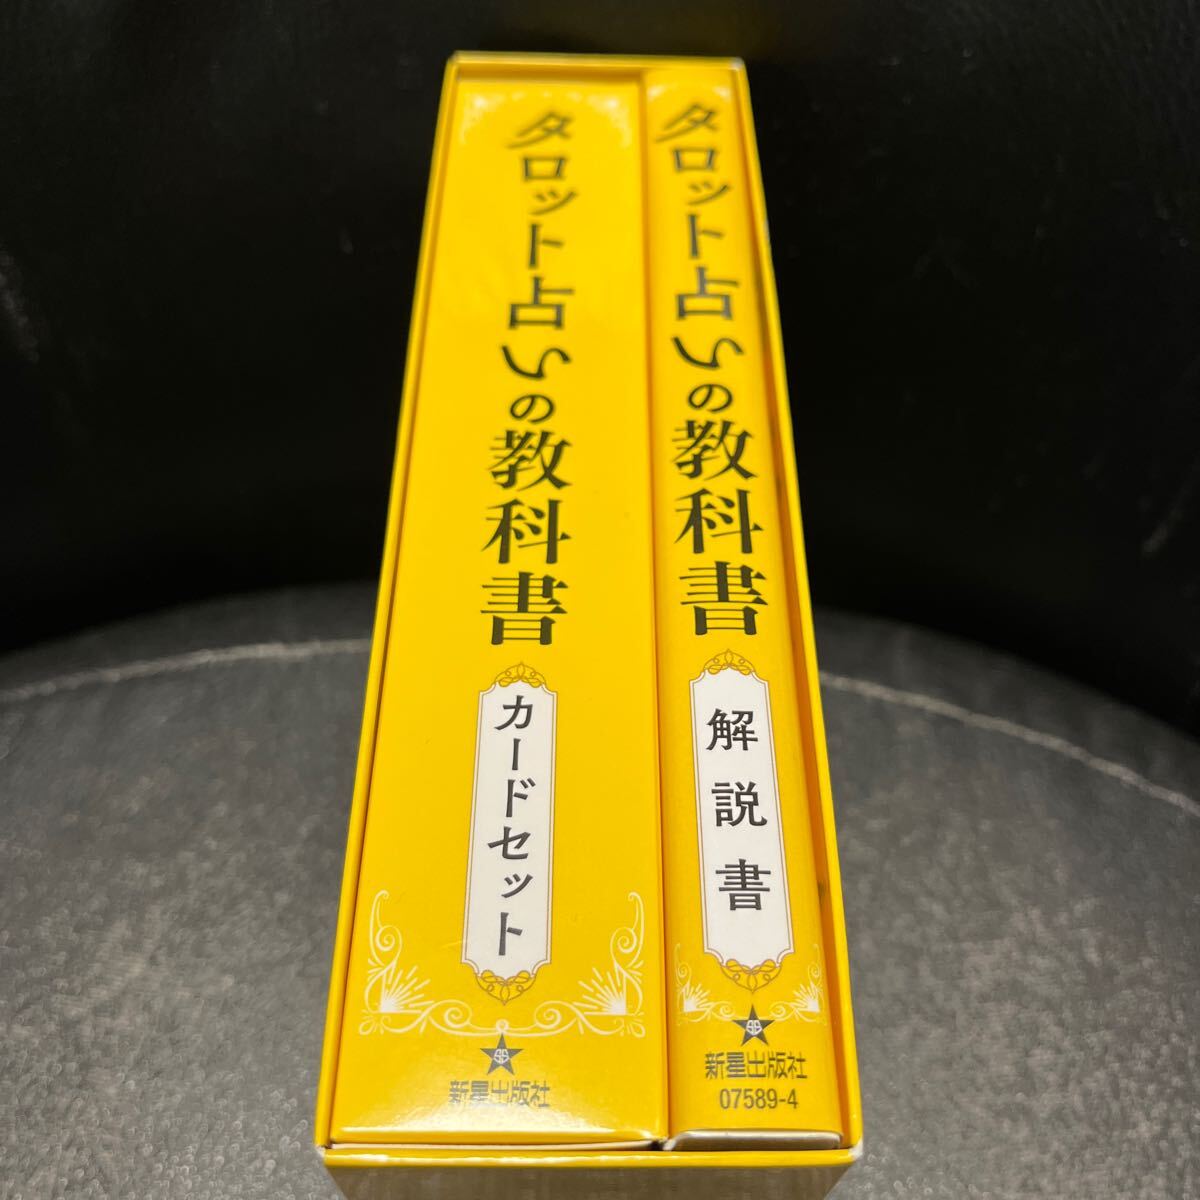 タロット占いの教科書
カードセット
新星出版社
タロット占いの教科書
解説書
新星出版社
07589-4